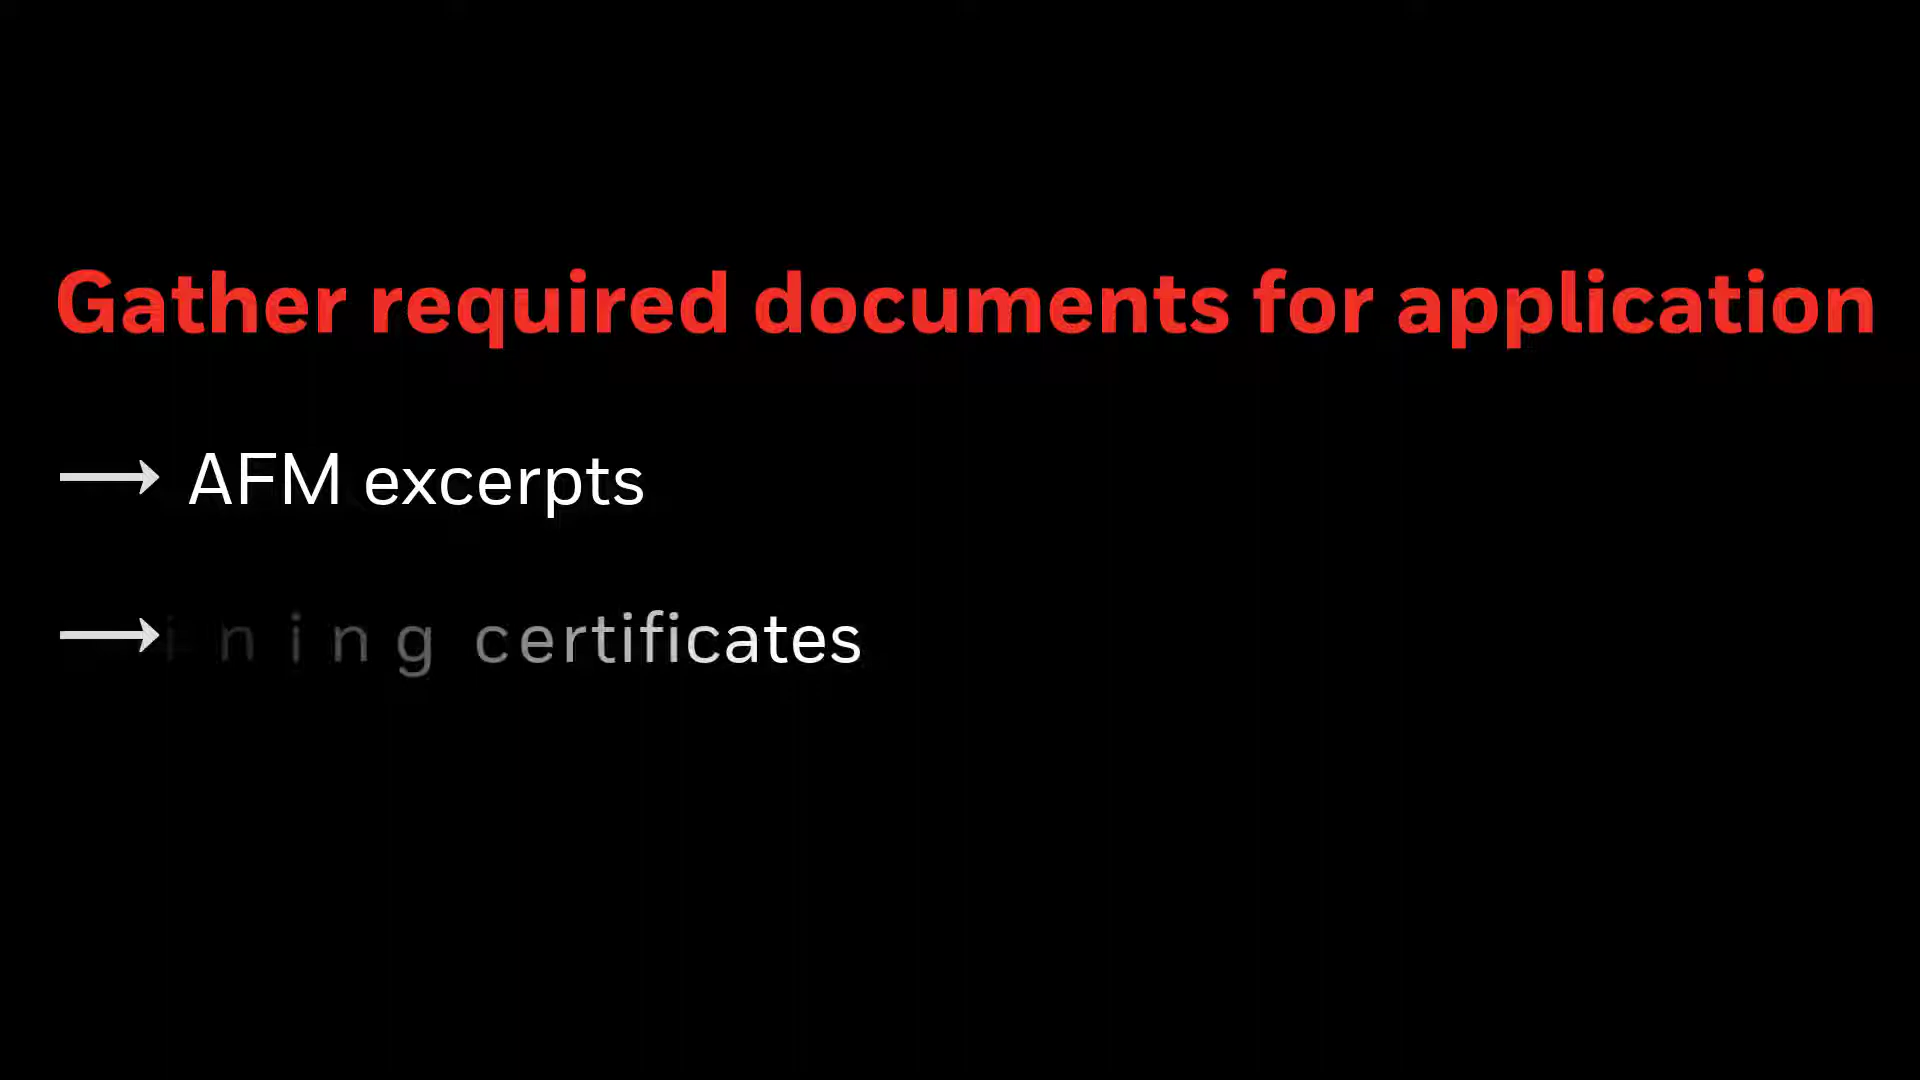 Gather required documents for application
→ AFM excerpts
→ certificates